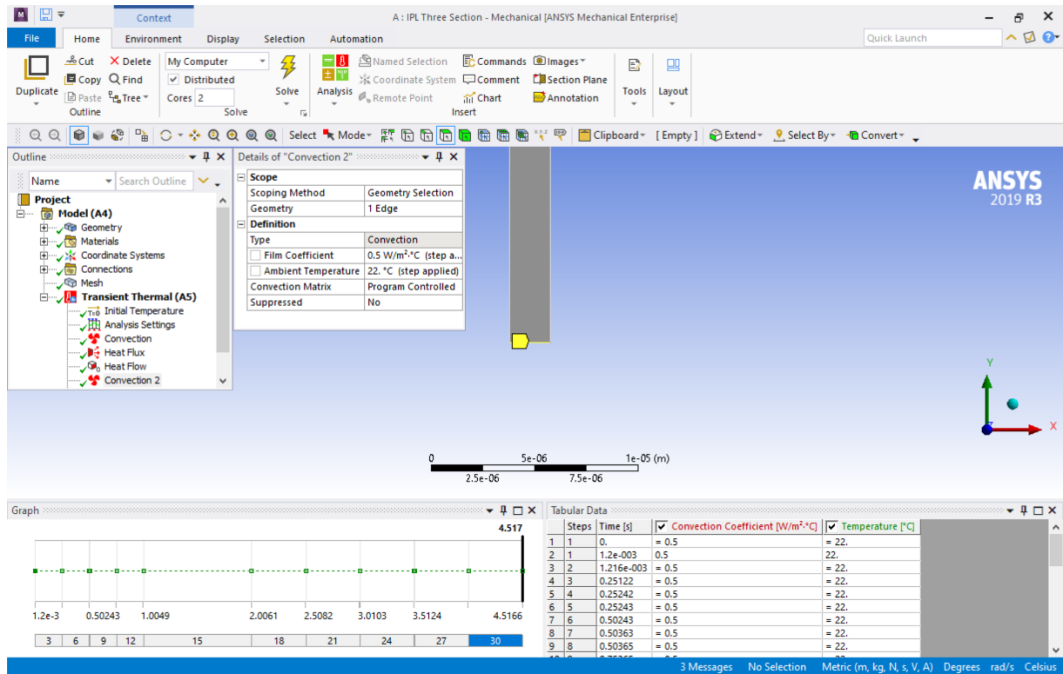 Context
A : IPL Three Section - Mechanical [ANSYS Mechanical Enterprise]
File Home Environment Display Selection Automation
Quick Launch
Duplicate
Cut Delete
Copy Find
Paste Tree
Outline
My Computer
Distributed
Cores 2
Solve
Solve
Analysis
Named Selection Commands Images
Coordinate System Comment Section Plane
Remote Point Chart Annotation
Insert
Tools Layout
Select Mode Clipboard [ Empty ] Extend Select By Convert
Outline
Name Search Outline
Project
Model (A4)
Geometry
Materials
Coordinate Systems
Connections
Mesh
Transient Thermal (A5)
T=0 Initial Temperature
Analysis Settings
Convection
Heat Flux
Heat Flow
Convection 2
Details of "Convection 2"
Scope
Scoping Method Geometry Selection
Geometry 1 Edge
Definition
Type Convection
Film Coefficient 0.5 W/m²·°C (step a...
Ambient Temperature 22. °C (step applied)
Convection Matrix Program Controlled
Suppressed No
ANSYS
2019 R3
Y
X
0 5e-06 1e-05 (m)
2.5e-06 7.5e-06
Graph
4.517
1.2e-3 0.50243 1.0049 2.0061 2.5082 3.0103 3.5124 4.5166
3 6 9 12 15 18 21 24 27 30
Tabular Data
Steps Time [s] Convection Coefficient [W/m²·°C] Temperature [°C]
1 1 0. = 0.5 = 22.
2 1 1.2e-003 0.5 22.
3 2 1.216e-003 = 0.5 = 22.
4 3 0.25122 = 0.5 = 22.
5 4 0.25242 = 0.5 = 22.
6 5 0.25243 = 0.5 = 22.
7 6 0.50243 = 0.5 = 22.
8 7 0.50363 = 0.5 = 22.
9 8 0.50365 = 0.5 = 22.
3 Messages No Selection Metric (m, kg, N, s, V, A) Degrees rad/s Celsius